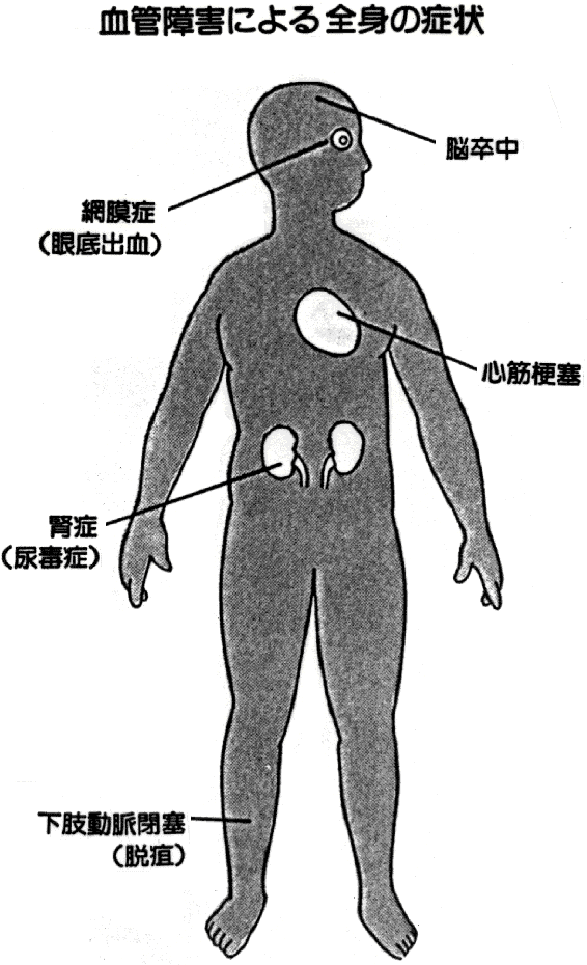 血管障害による全身の症状
脳卒中
網膜症
（眼底出血）
心筋梗塞
腎症
（尿毒症）
下肢動脈閉塞
（脱疽）